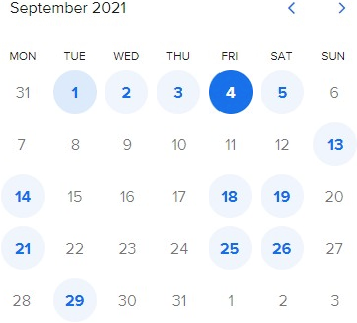 September 2021
MON TUE WED THU FRI SAT SUN
31 1 2 3 4 5 6
7 8 9 10 11 12 13
14 15 16 17 18 19 20
21 22 23 24 25 26 27
28 29 30 31 1 2 3